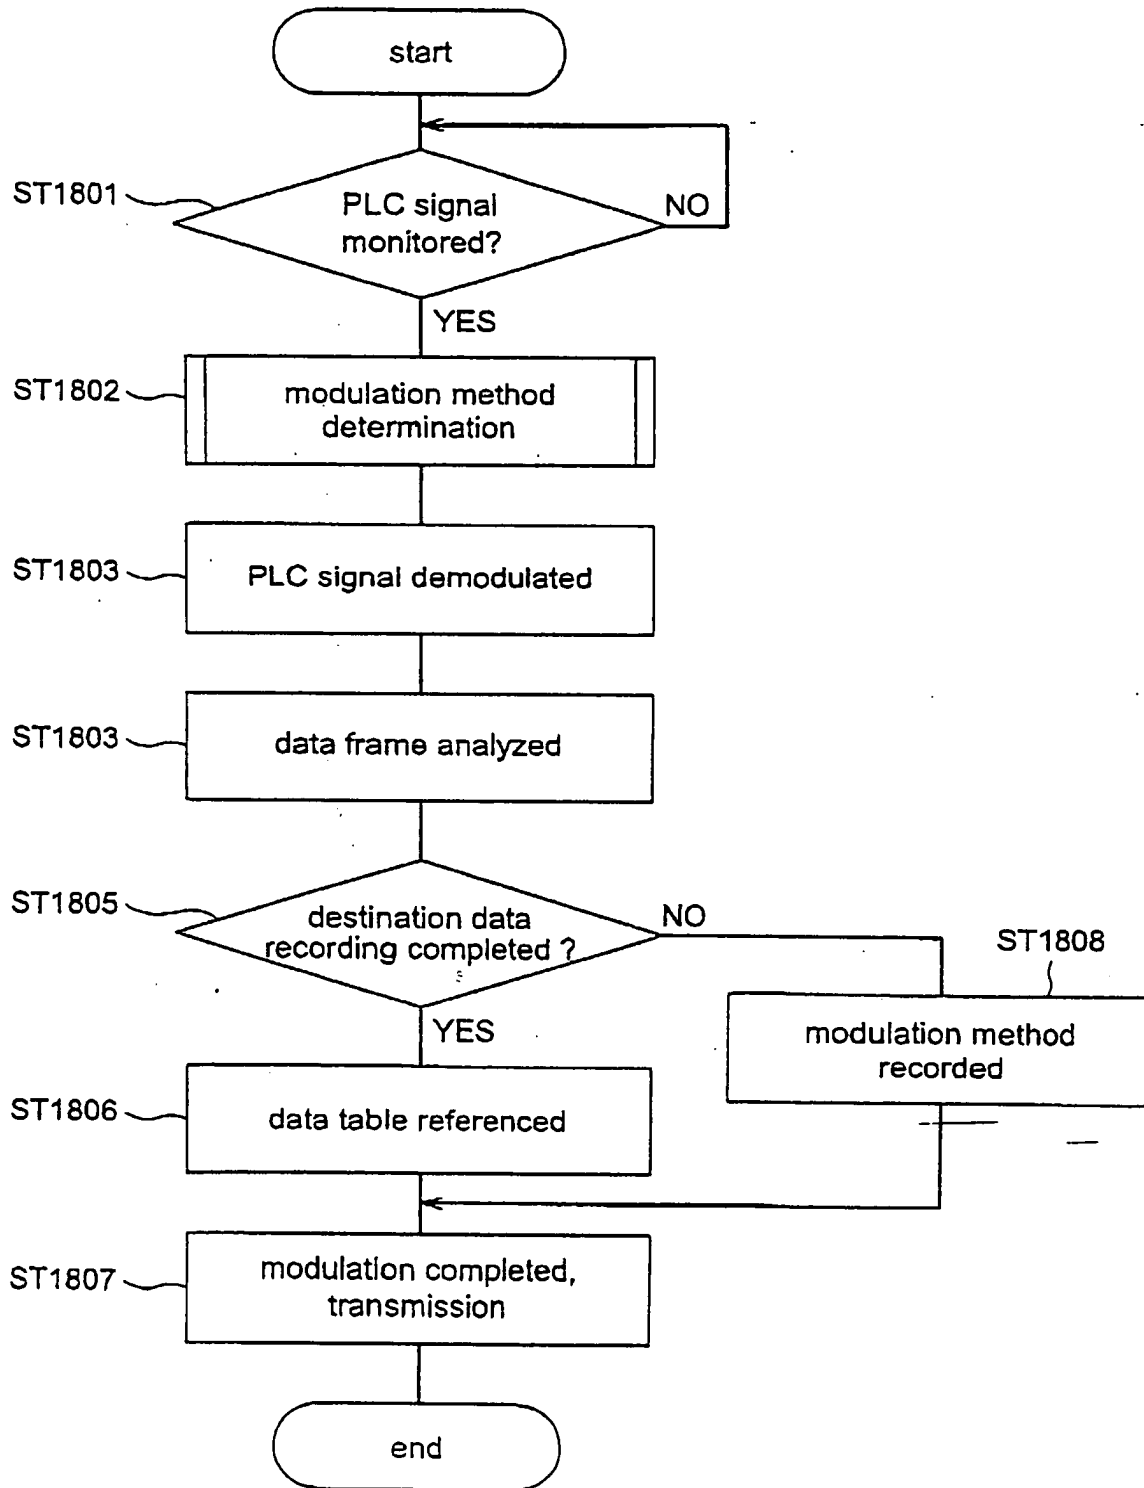 start
ST1801
PLC signal
monitored?
NO
YES
ST1802
modulation method
determination
ST1803
PLC signal demodulated
ST1803
data frame analyzed
ST1805
destination data
recording completed ?
NO
ST1808
modulation method
recorded
YES
ST1806
data table referenced
ST1807
modulation completed,
transmission
end